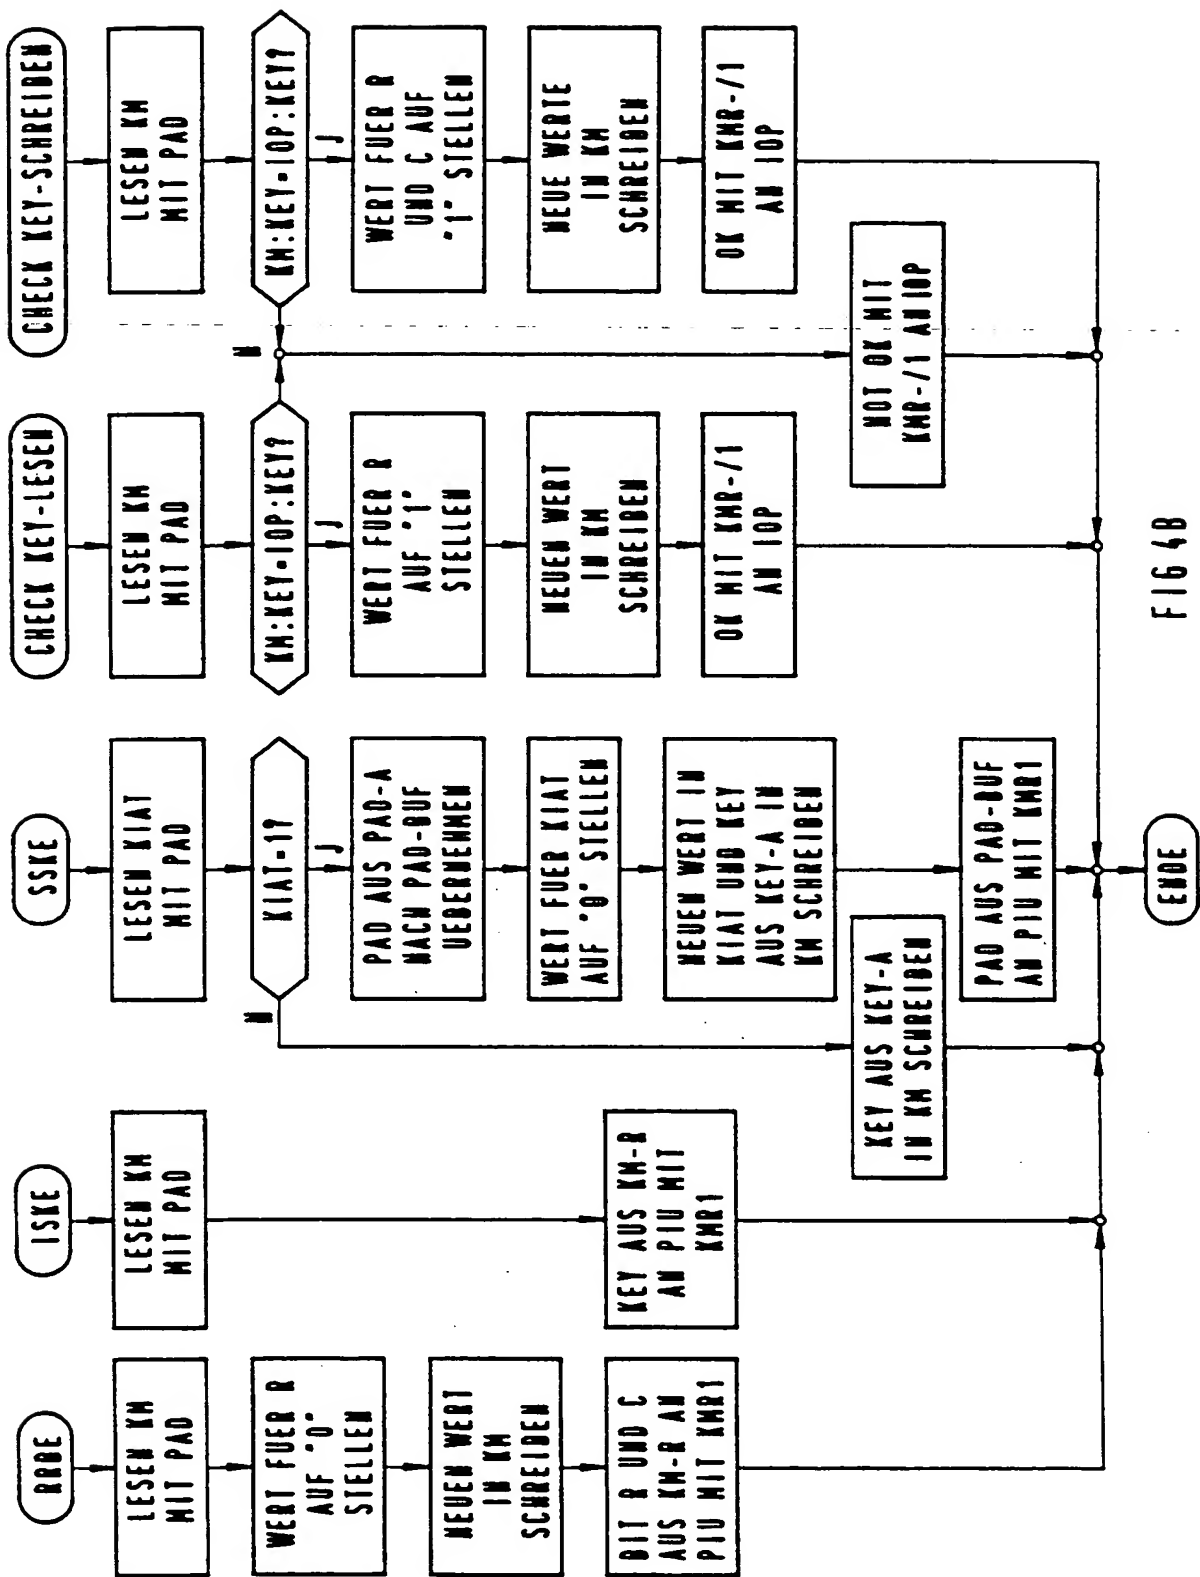 RRBE
LESEN KM
MIT PAD
WERT FUER R
AUF "0"
STELLEN
NEUEN WERT
IN KM
SCHREIBEN
BIT R UND C
AUS KM-R AN
PIU MIT KMR1
ISKE
LESEN KM
MIT PAD
KEY AUS KM-R
AN PIU MIT
KMR1
SSKE
LESEN KIAT
MIT PAD
KIAT=1?
N
J
PAD AUS PAD-A
NACH PAD-BUF
UEBERNEHMEN
WERT FUER KIAT
AUF "0" STELLEN
NEUEN WERT IN
KIAT UND KEY
AUS KEY-A IN
KM SCHREIBEN
KEY AUS KEY-A
IN KM SCHREIBEN
PAD AUS PAD-BUF
AN PIU MIT KMR1
CHECK KEY-LESEN
LESEN KM
MIT PAD
KM:KEY=IOP:KEY?
J
WERT FUER R
AUF "1"
STELLEN
NEUEN WERT
IN KM
SCHREIBEN
OK MIT KMR-/1
AN IOP
N
NOT OK MIT
KMR-/1 AN IOP
CHECK KEY-SCHREIBEN
LESEN KM
MIT PAD
KM:KEY=IOP:KEY?
J
WERT FUER R
UND C AUF
"1" STELLEN
NEUE WERTE
IN KM
SCHREIBEN
OK MIT KMR-/1
AN IOP
ENDE
FIG 4B